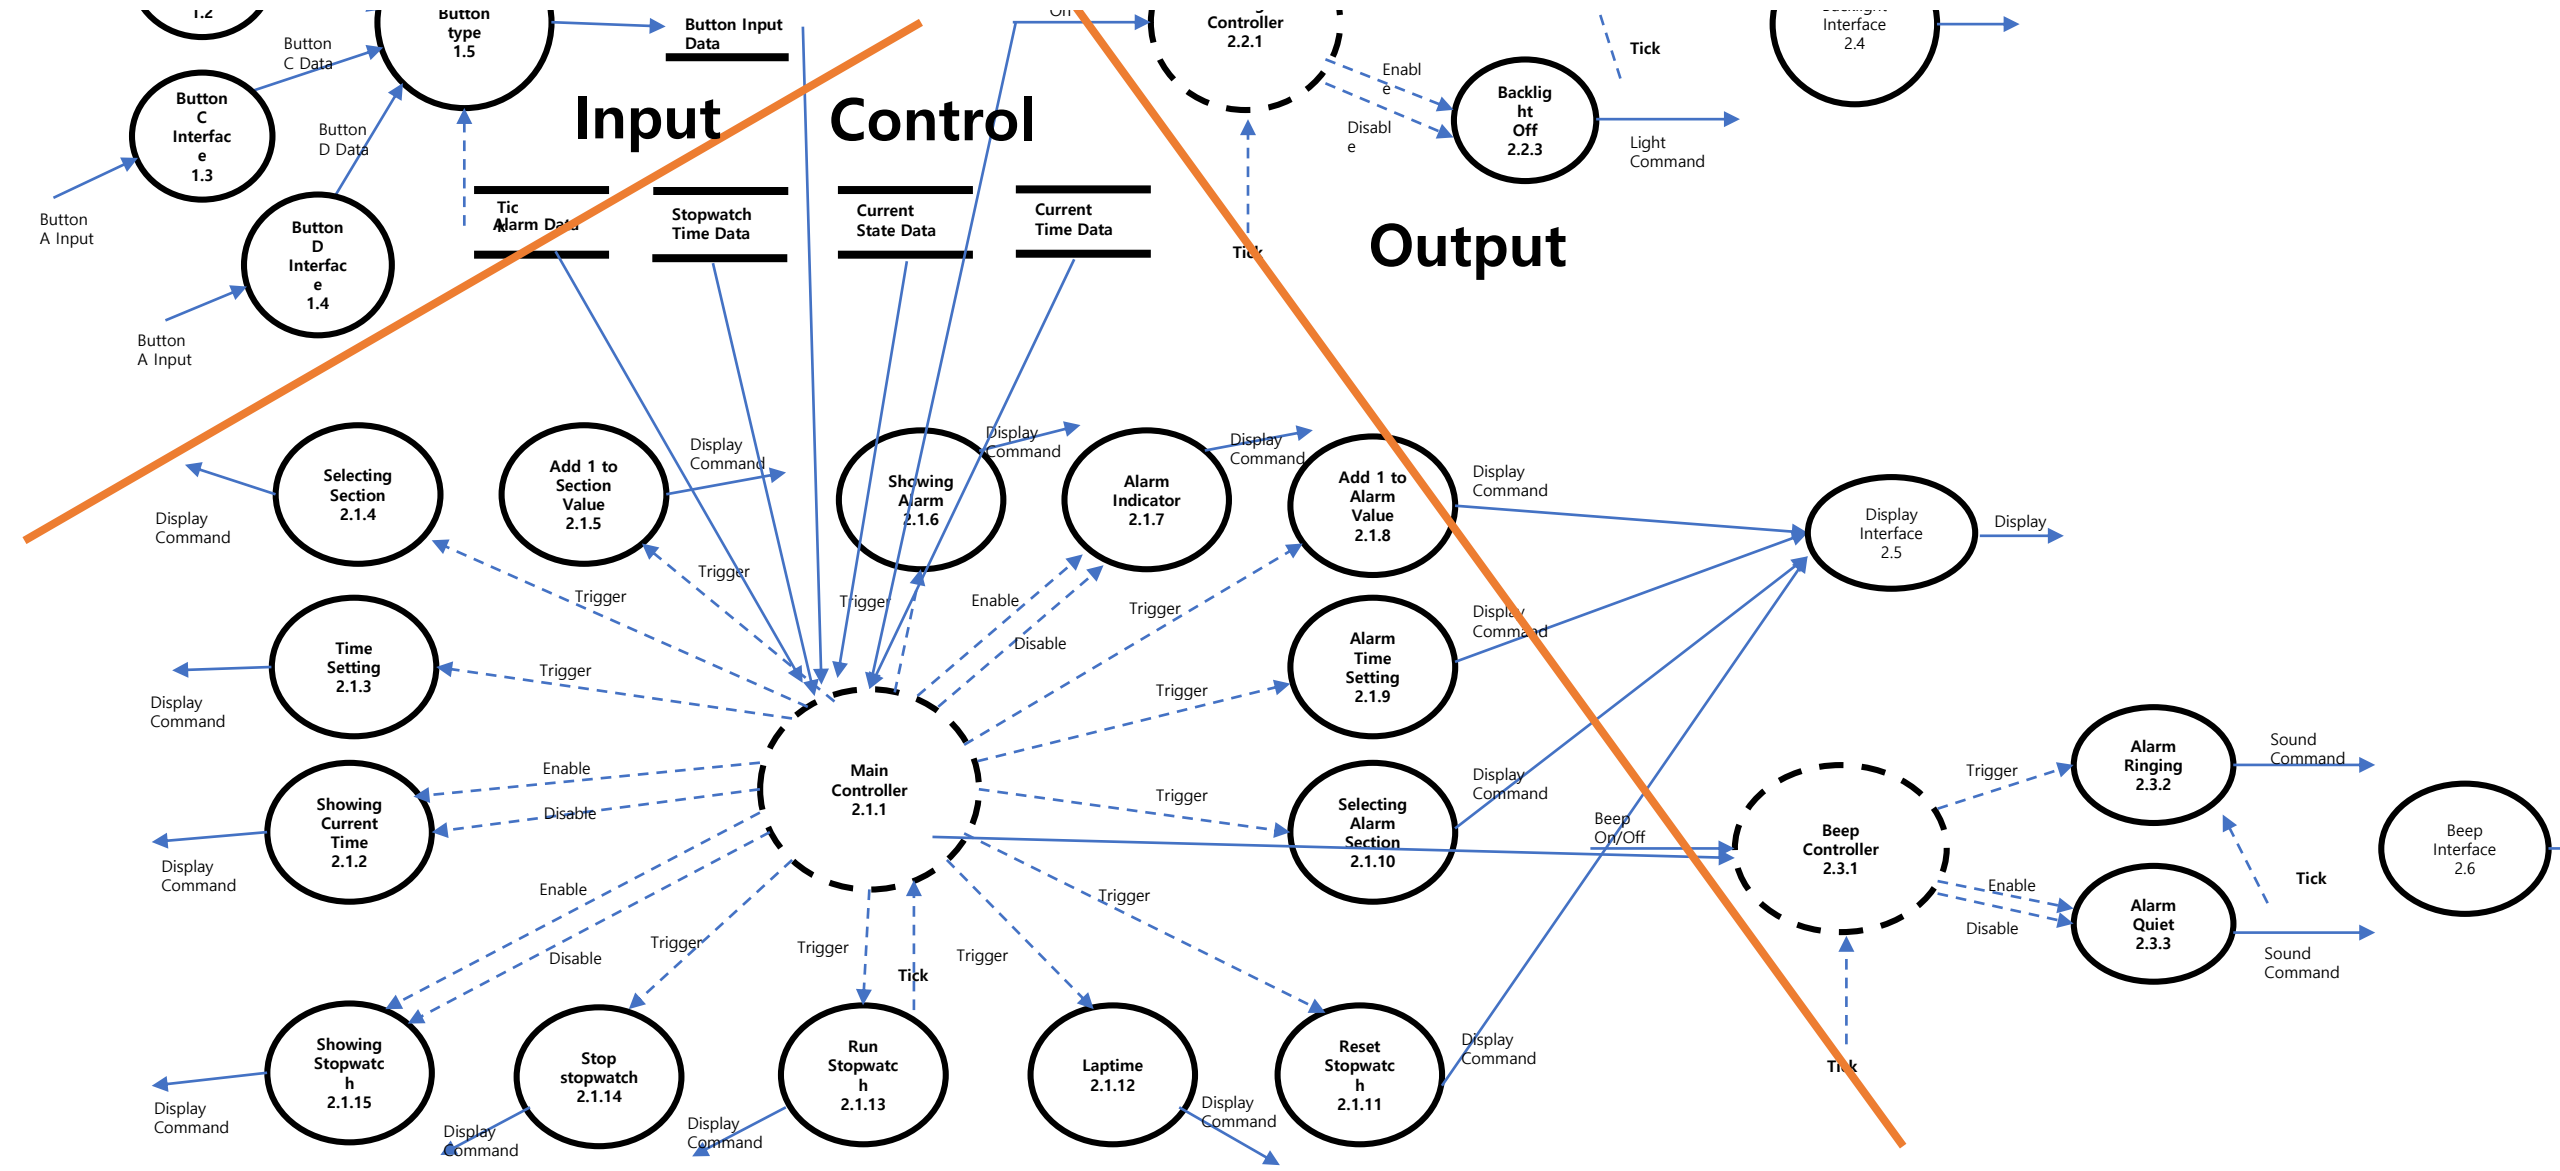 1.2
Button
type
1.5
Button Input
Data
Button
C Data
Button
C
Interfac
e
1.3
Button
D Data
Button
A Input
Button
D
Interfac
e
1.4
Button
A Input
Input
Control
Output
Controller
2.2.1
Enabl
e
Disabl
e
Backlig
ht
Off
2.2.3
Tick
Light
Command
Interface
2.4
Tick
Tic
k
Alarm Data
Stopwatch
Time Data
Current
State Data
Current
Time Data
Selecting
Section
2.1.4
Display
Command
Add 1 to
Section
Value
2.1.5
Display
Command
Showing
Alarm
2.1.6
Display
Command
Alarm
Indicator
2.1.7
Display
Command
Add 1 to
Alarm
Value
2.1.8
Display
Command
Display
Interface
2.5
Display
Trigger
Trigger
Trigger
Enable
Disable
Trigger
Time
Setting
2.1.3
Display
Command
Trigger
Alarm
Time
Setting
2.1.9
Display
Command
Trigger
Showing
Current
Time
2.1.2
Display
Command
Enable
Disable
Main
Controller
2.1.1
Trigger
Selecting
Alarm
Section
2.1.10
Display
Command
Beep
On/Off
Beep
Controller
2.3.1
Trigger
Alarm
Ringing
2.3.2
Sound
Command
Enable
Disable
Alarm
Quiet
2.3.3
Tick
Sound
Command
Beep
Interface
2.6
Tick
Enable
Disable
Trigger
Trigger
Tick
Trigger
Trigger
Showing
Stopwatc
h
2.1.15
Display
Command
Stop
stopwatch
2.1.14
Display
Command
Run
Stopwatc
h
2.1.13
Display
Command
Laptime
2.1.12
Display
Command
Reset
Stopwatc
h
2.1.11
Display
Command